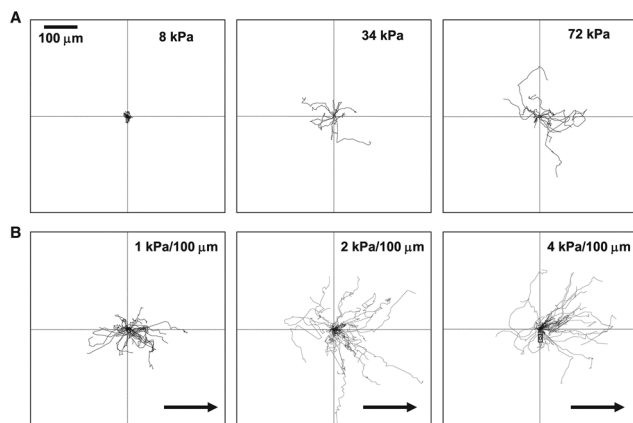 A
100 μm
8 kPa
34 kPa
72 kPa
B
1 kPa/100 μm
2 kPa/100 μm
4 kPa/100 μm